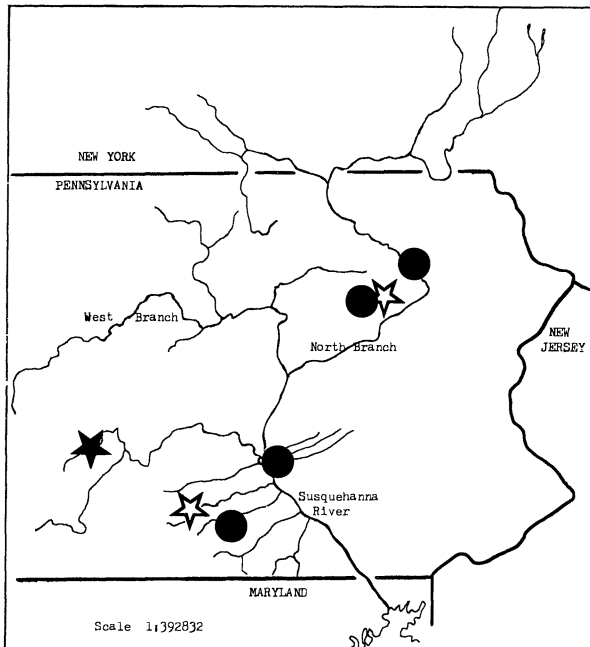 NEW YORK
PENNSYLVANIA
West Branch
North Branch
NEW
JERSEY
Susquehanna
River
MARYLAND
Scale 1:392832